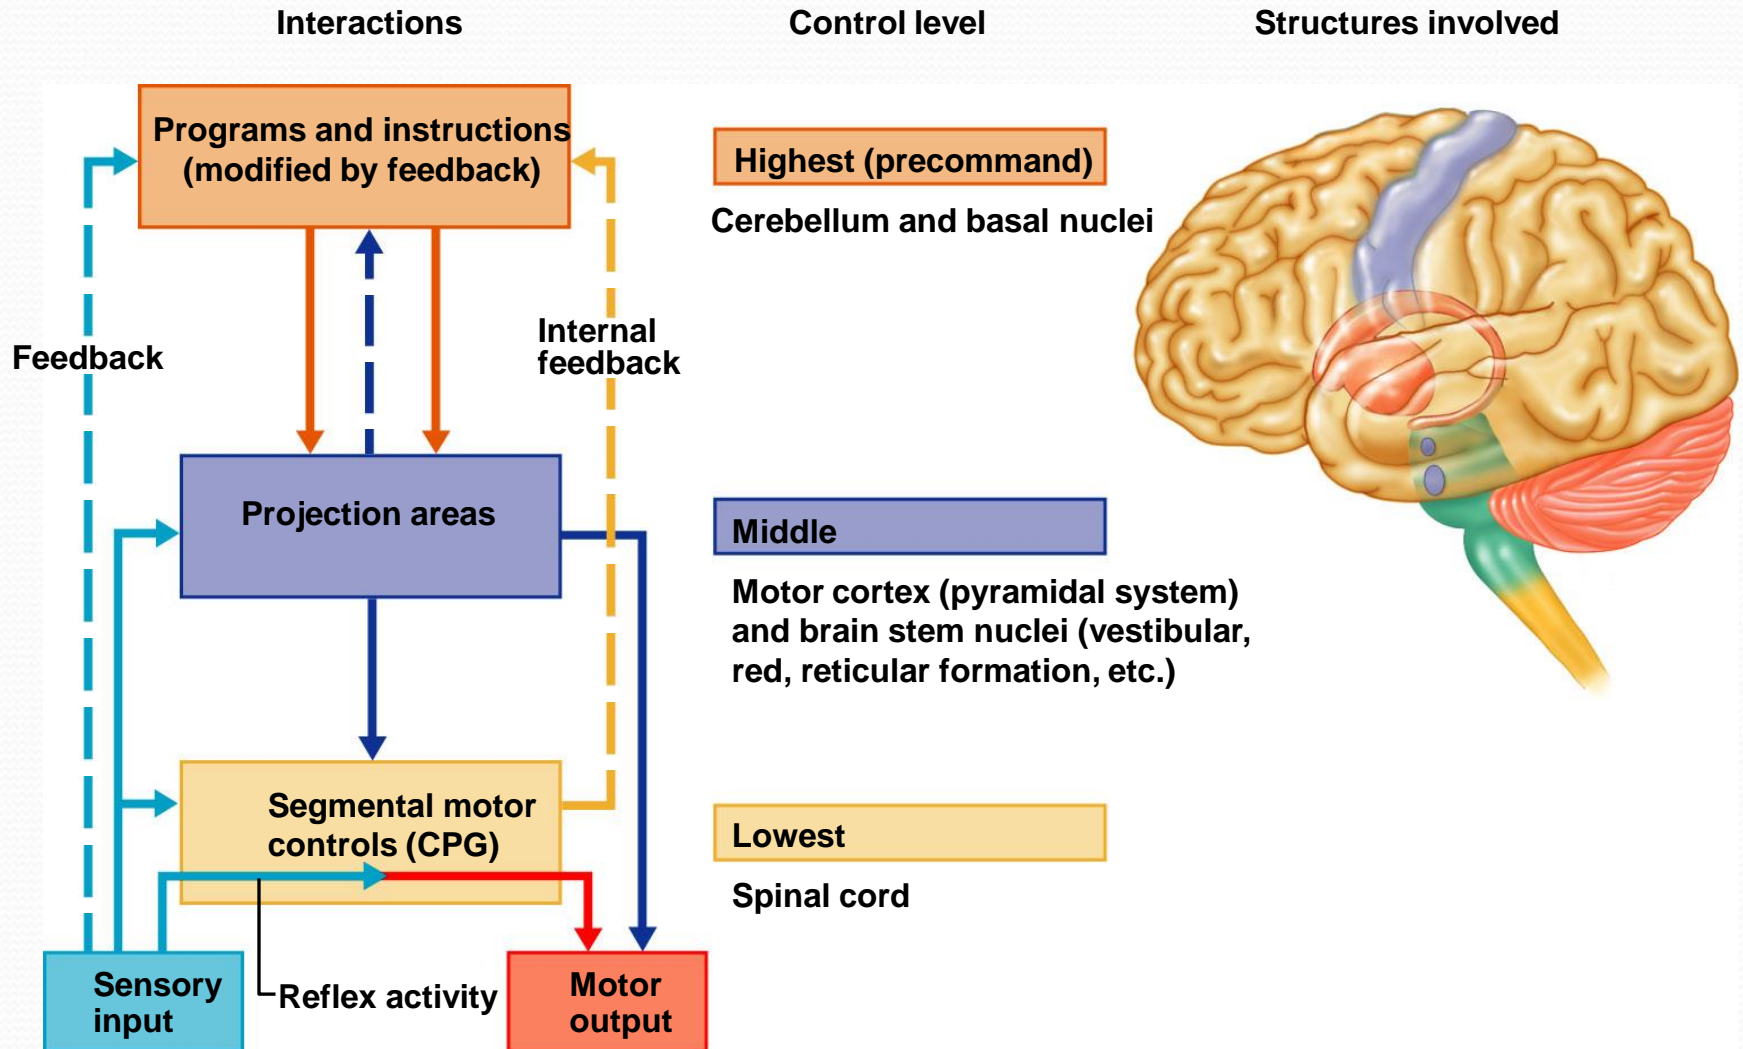 Interactions
Control level
Structures involved
Programs and instructions
(modified by feedback)
Highest (precommand)
Cerebellum and basal nuclei
Feedback
Internal
feedback
Projection areas
Middle
Motor cortex (pyramidal system)
and brain stem nuclei (vestibular,
red, reticular formation, etc.)
Segmental motor
controls (CPG)
Lowest
Spinal cord
Sensory
input
Reflex activity
Motor
output